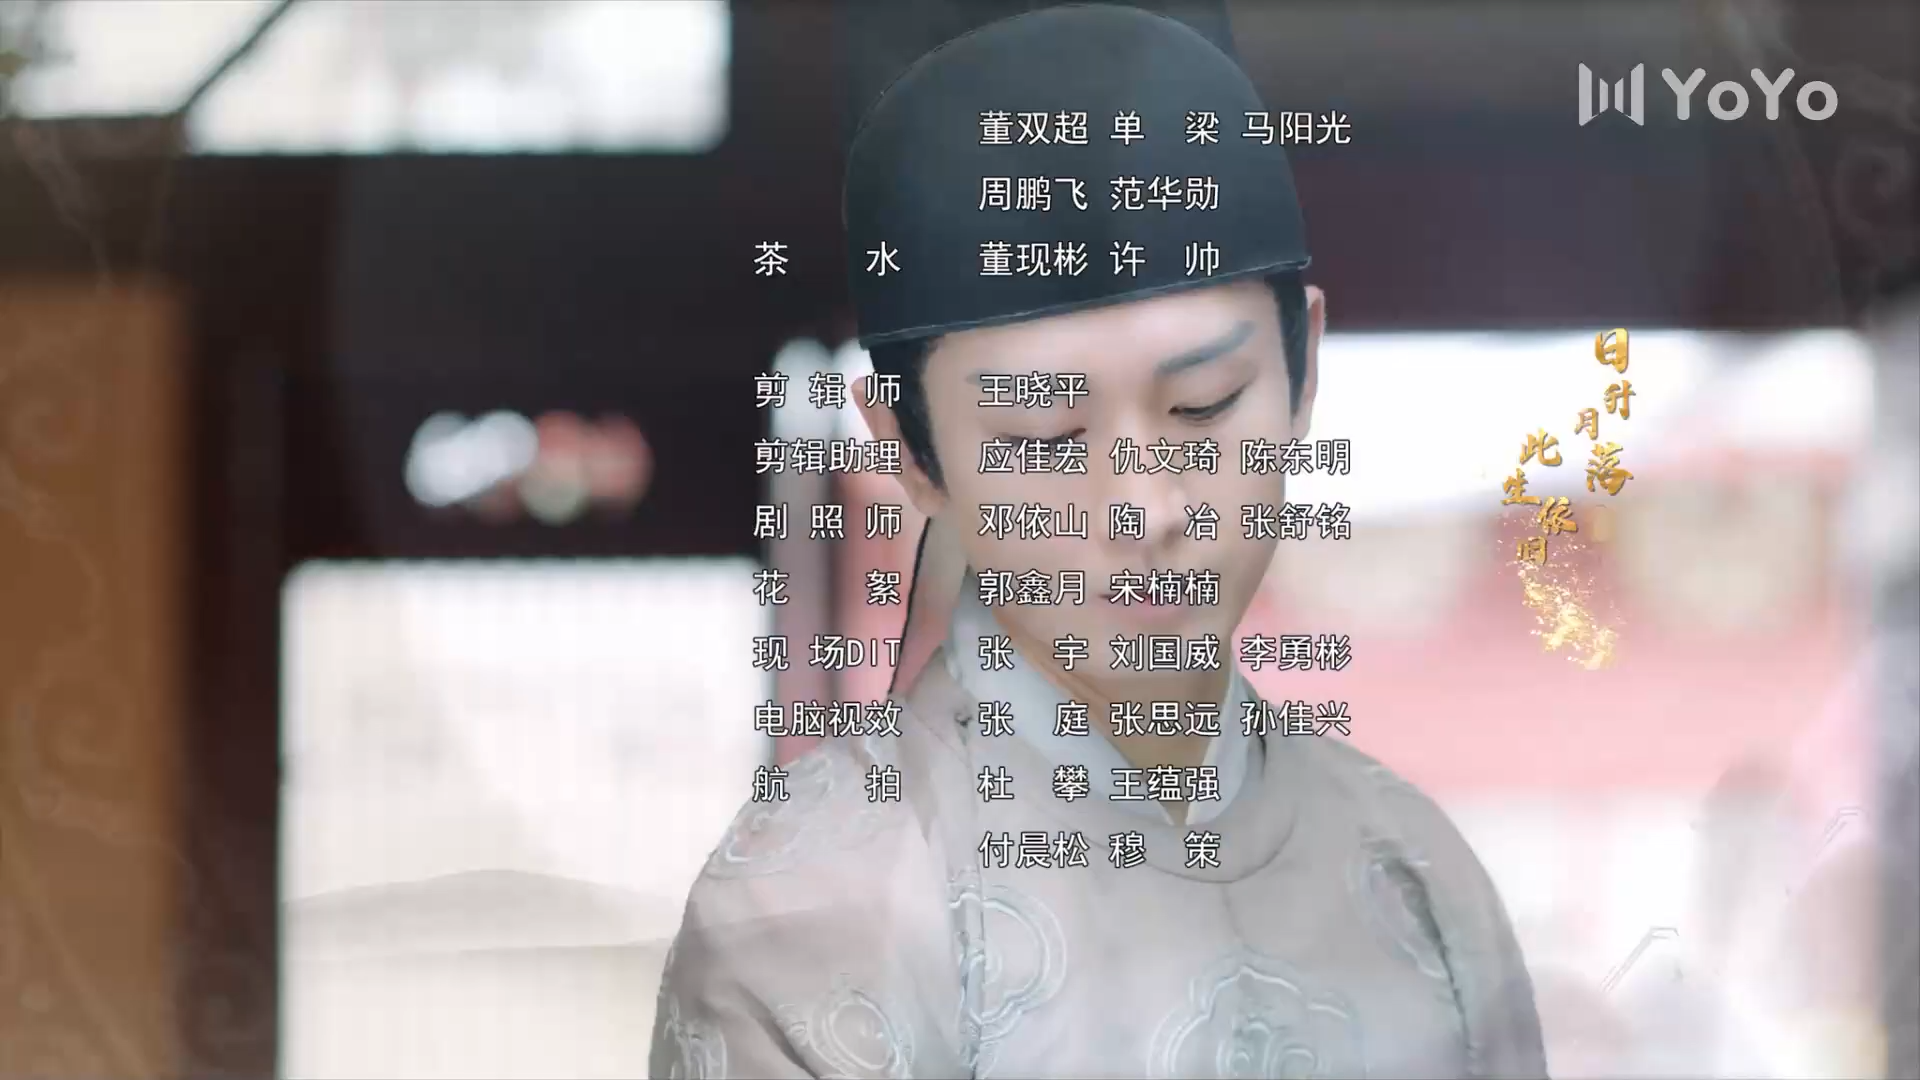 YoYo
董双超 单 梁 马阳光
周鹏飞 范华勋
茶 水 董现彬 许 帅
剪 辑 师 王晓平
剪辑助理 应佳宏 仇文琦 陈东明
剧 照 师 邓依山 陶 冶 张舒铭
花 絮 郭鑫月 宋楠楠
现 场DIT 张 宇 刘国威 李勇彬
电脑视效 张 庭 张思远 孙佳兴
航 拍 杜 攀 王蕴强
付晨松 穆 策
日升月落
此生依旧